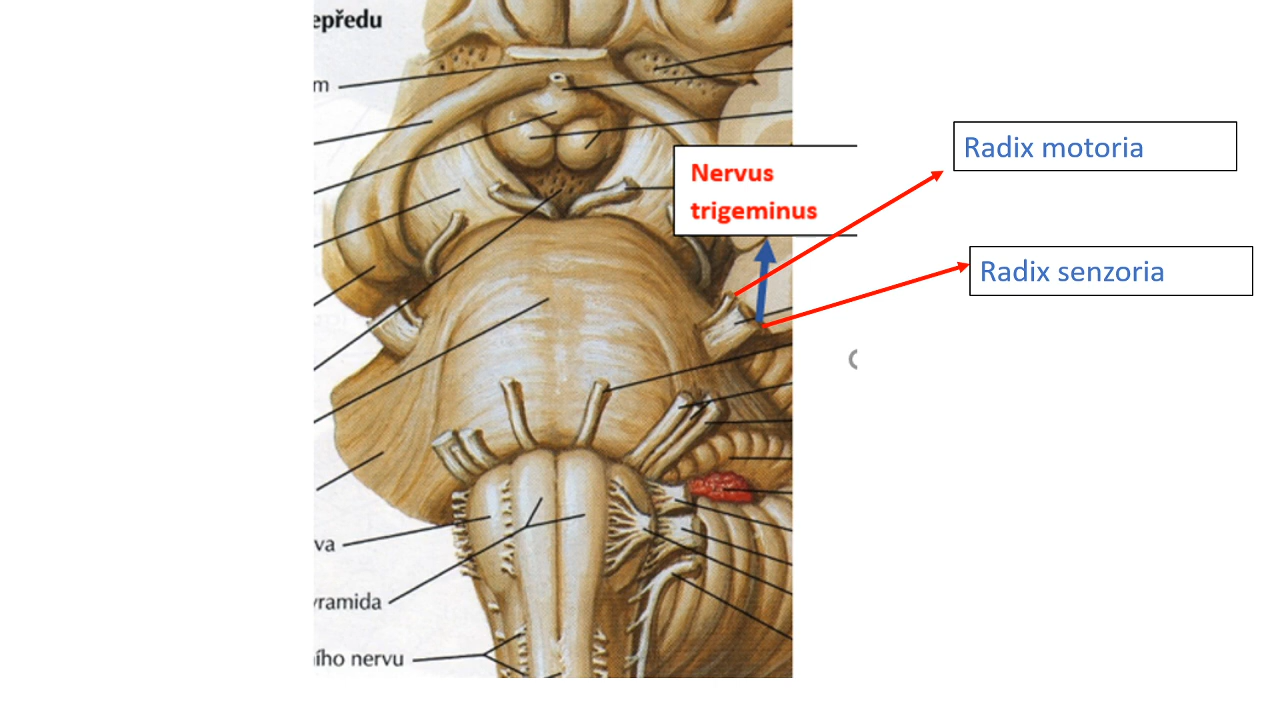 epředu
m
Radix motoria
Nervus
trigeminus
Radix senzoria
va
yramida
ího nervu